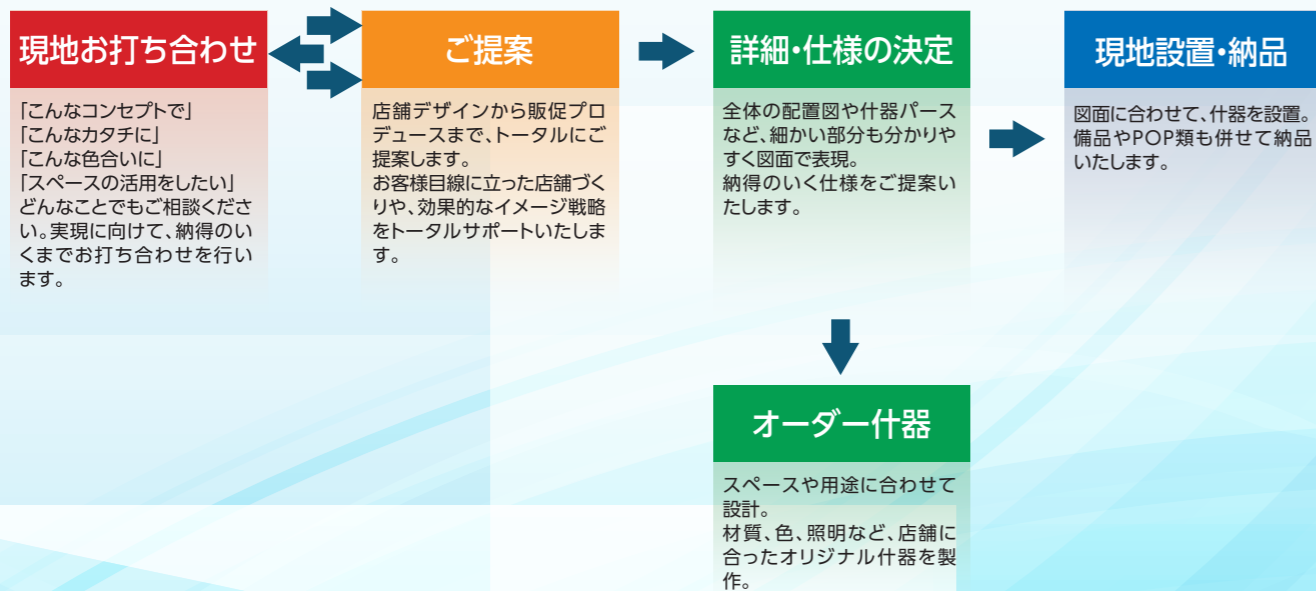 現地お打ち合わせ
「こんなコンセプトで」
「こんなカタチに」
「こんな色合いに」
「スペースの活用をしたい」
どんなことでもご相談くださ
い。実現に向けて、納得のい
くまでお打ち合わせを行い
ます。
ご提案
店舗デザインから販促プロ
デュースまで、トータルにご
提案します。
お客様目線に立った店舗づく
りや、効果的なイメージ戦略
をトータルサポートいたしま
す。
詳細・仕様の決定
全体の配置図や什器パース
など、細かい部分も分かりや
すく図面で表現。
納得のいく仕様をご提案い
たします。
現地設置・納品
図面に合わせて、什器を設置。
備品やPOP類も併せて納品
いたします。
オーダー什器
スペースや用途に合わせて
設計。
材質、色、照明など、店舗に
合ったオリジナル什器を製
作。